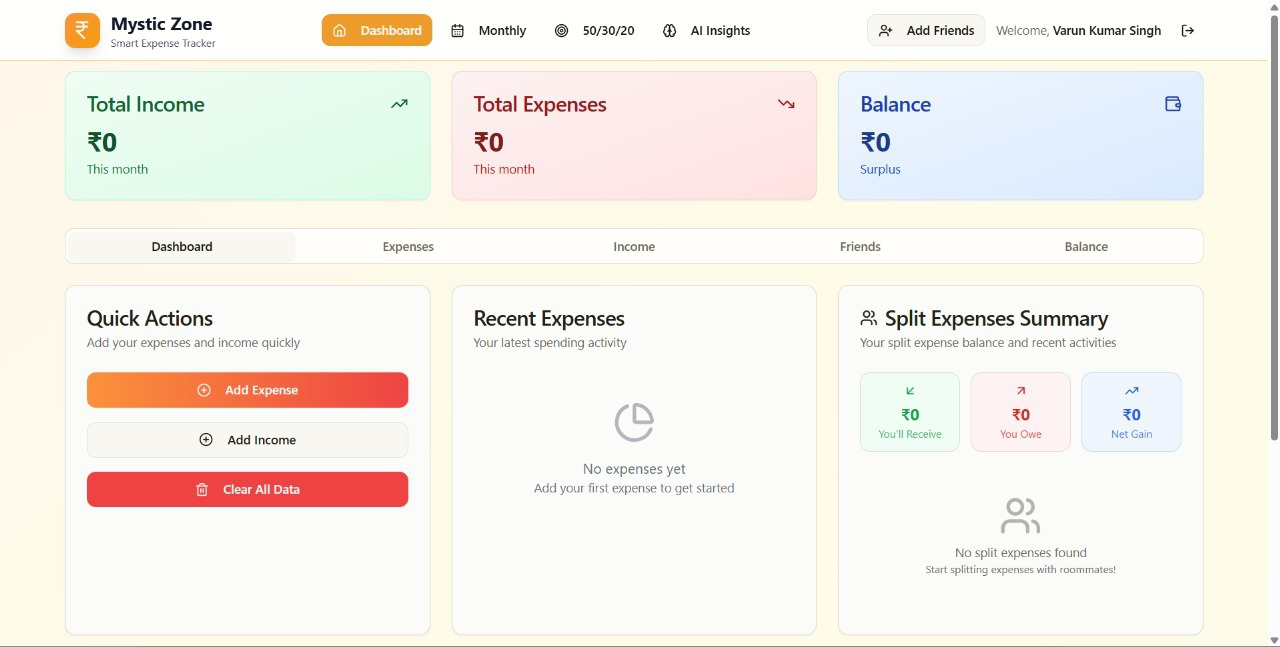 Mystic Zone
Smart Expense Tracker
Dashboard
Monthly
50/30/20
AI Insights
Add Friends
Welcome, Varun Kumar Singh
Total Income
₹0
This month
Total Expenses
₹0
This month
Balance
₹0
Surplus
Dashboard
Expenses
Income
Friends
Balance
Quick Actions
Add your expenses and income quickly
Add Expense
Add Income
Clear All Data
Recent Expenses
Your latest spending activity
No expenses yet
Add your first expense to get started
Split Expenses Summary
Your split expense balance and recent activities
₹0
You'll Receive
₹0
You Owe
₹0
Net Gain
No split expenses found
Start splitting expenses with roommates!